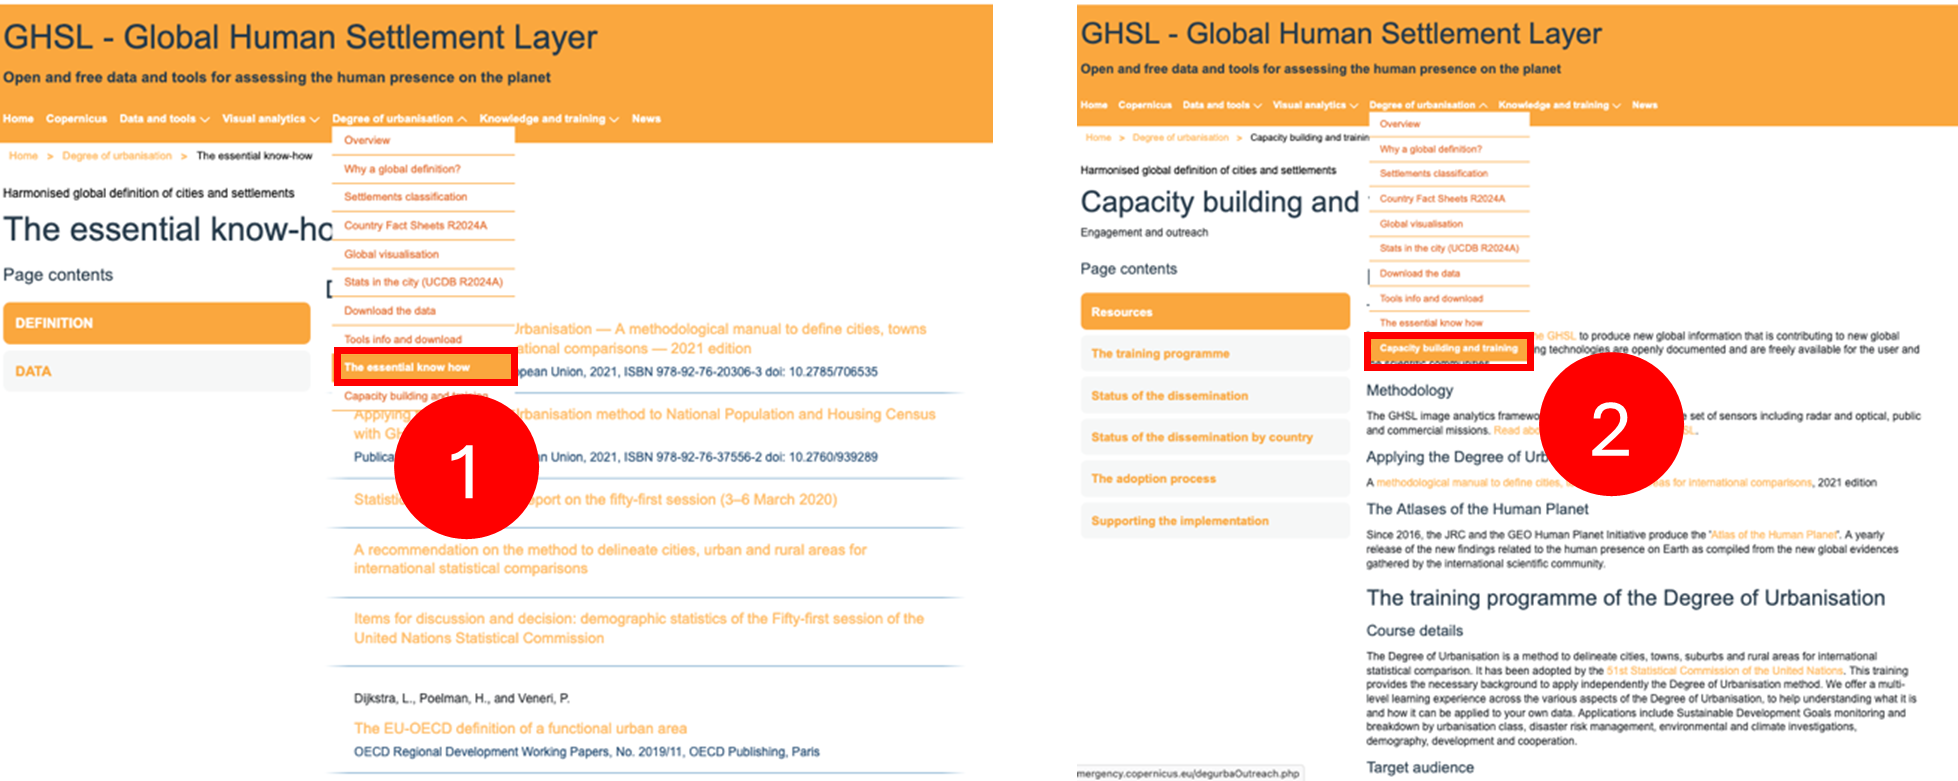 GHSL - Global Human Settlement Layer
Open and free data and tools for assessing the human presence on the planet
Home Copernicus Data and tools Visual analytics Degree of urbanisation Knowledge and training News
Home > Degree of urbanisation > The essential know-how
Harmonised global definition of cities and settlements
The essential know-ho
Page contents
DEFINITION
DATA
Overview
Why a global definition?
Settlements classification
Country Fact Sheets R2024A
Global visualisation
Stats in the city (UCDB R2024A)
Download the data
Tools info and download
The essential know how
Capacity building and training
Urbanisation — A methodological manual to define cities, towns
ational comparisons — 2021 edition
opean Union, 2021, ISBN 978-92-76-20306-3 doi: 10.2785/706535
Applying rbanisation method to National Population and Housing Census
with GH
Publica n Union, 2021, ISBN 978-92-76-37556-2 doi: 10.2760/939289
Statisti eport on the fifty-first session (3–6 March 2020)
A recommendation on the method to delineate cities, urban and rural areas for
international statistical comparisons
Items for discussion and decision: demographic statistics of the Fifty-first session of the
United Nations Statistical Commission
Dijkstra, L., Poelman, H., and Veneri, P.
The EU-OECD definition of a functional urban area
OECD Regional Development Working Papers, No. 2019/11, OECD Publishing, Paris
1
GHSL - Global Human Settlement Layer
Open and free data and tools for assessing the human presence on the planet
Home Copernicus Data and tools Visual analytics Degree of urbanisation Knowledge and training News
Home > Degree of urbanisation > Capacity building and trainin
Harmonised global definition of cities and settlements
Capacity building and
Engagement and outreach
Page contents
Resources
The training programme
Status of the dissemination
Status of the dissemination by country
The adoption process
Supporting the implementation
Overview
Why a global definition?
Settlements classification
Country Fact Sheets R2024A
Global visualisation
Stats in the city (UCDB R2024A)
Download the data
Tools info and download
The essential know how
Capacity building and training
he GHSL to produce new global information that is contributing to new global
ng technologies are openly documented and are freely available for the user and
Methodology
The GHSL image analytics framewo set of sensors including radar and optical, public
and commercial missions. Read abo SL.
Applying the Degree of Urb
A methodological manual to define cities, as for international comparisons, 2021 edition
The Atlases of the Human Planet
Since 2016, the JRC and the GEO Human Planet Initiative produce the "Atlas of the Human Planet". A yearly
release of the new findings related to the human presence on Earth as compiled from the new global evidences
gathered by the international scientific community.
The training programme of the Degree of Urbanisation
Course details
The Degree of Urbanisation is a method to delineate cities, towns, suburbs and rural areas for international
statistical comparison. It has been adopted by the 51st Statistical Commission of the United Nations. This training
provides the necessary background to apply independently the Degree of Urbanisation method. We offer a multi-
level learning experience across the various aspects of the Degree of Urbanisation, to help understanding what it is
and how it can be applied to your own data. Applications include Sustainable Development Goals monitoring and
breakdown by urbanisation class, disaster risk management, environmental and climate investigations,
demography, development and cooperation.
Target audience
mergency.copernicus.eu/degurbaOutreach.php
2